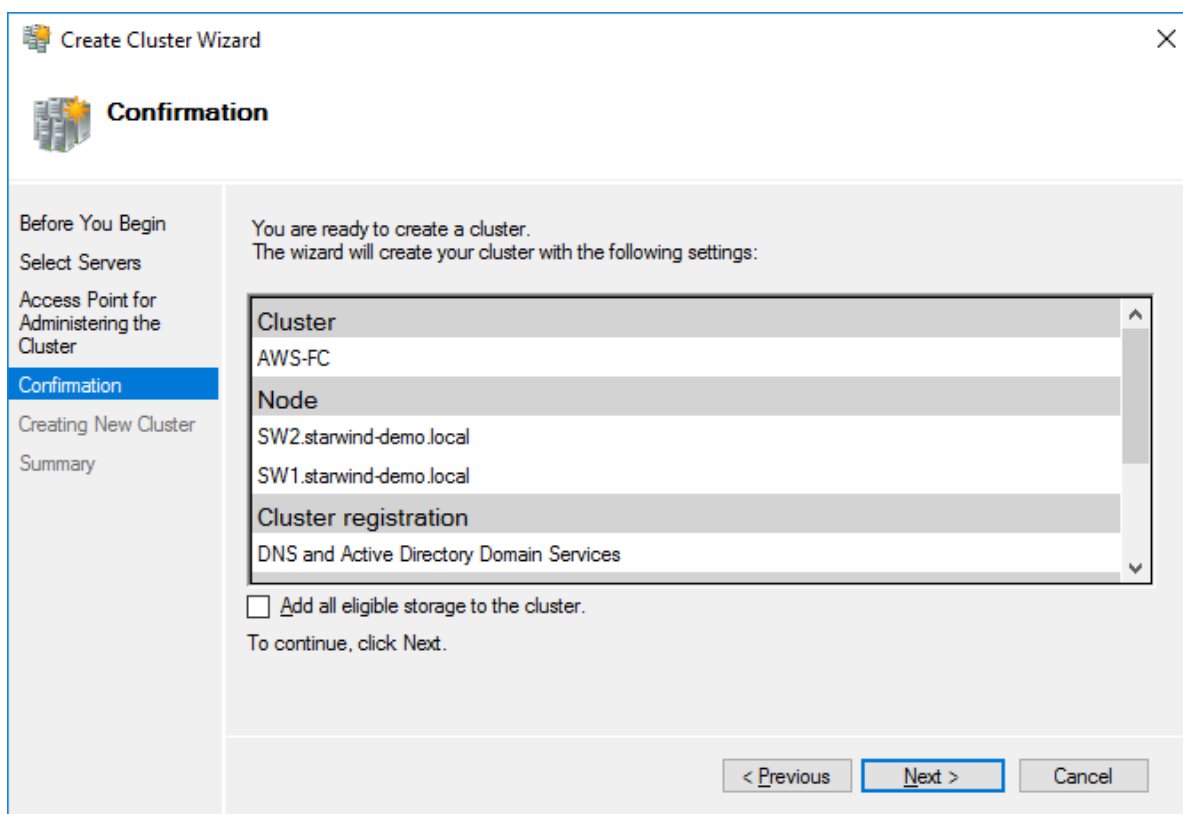 Create Cluster Wizard
Confirmation
Before You Begin
Select Servers
Access Point for
Administering the
Cluster
Confirmation
Creating New Cluster
Summary
You are ready to create a cluster.
The wizard will create your cluster with the following settings:
Cluster
AWS-FC
Node
SW2.starwind-demo.local
SW1.starwind-demo.local
Cluster registration
DNS and Active Directory Domain Services
Add all eligible storage to the cluster.
To continue, click Next.
< Previous
Next >
Cancel